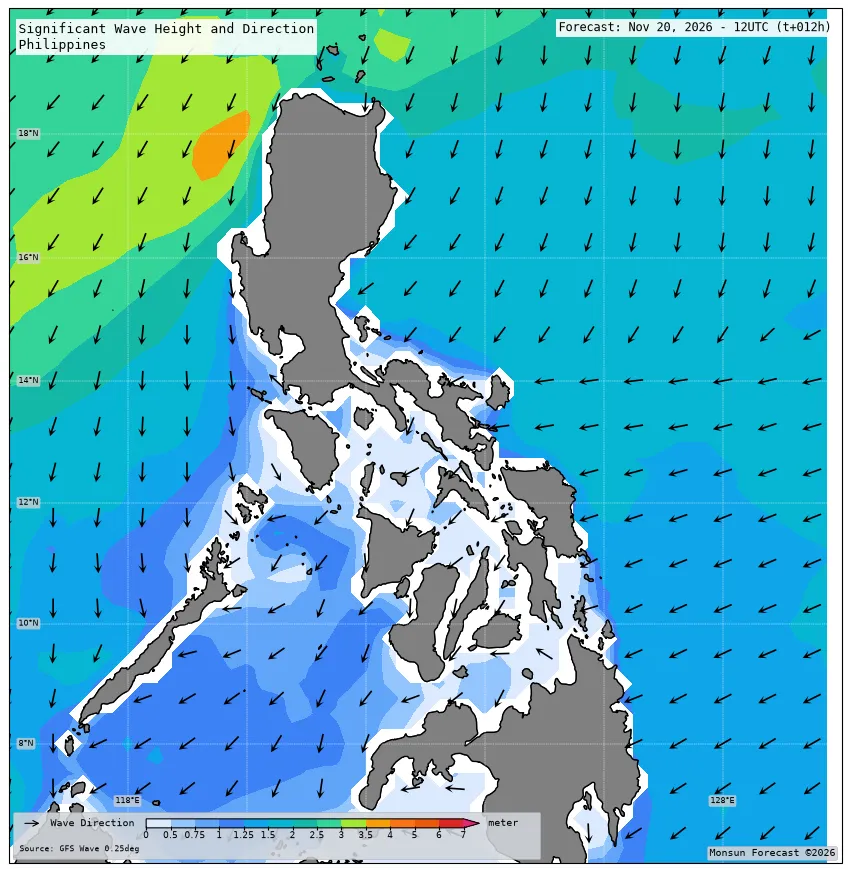 Significant Wave Height and Direction
Philippines
Forecast: Nov 20, 2026 - 12UTC (t+012h)
18°N
16°N
14°N
12°N
10°N
8°N
118°E
128°E
Wave Direction
0 0.5 0.75 1 1.25 1.5 2 2.5 3 3.5 4 5 6 7
meter
Source: GFS Wave 0.25deg
Monsun Forecast ©2026